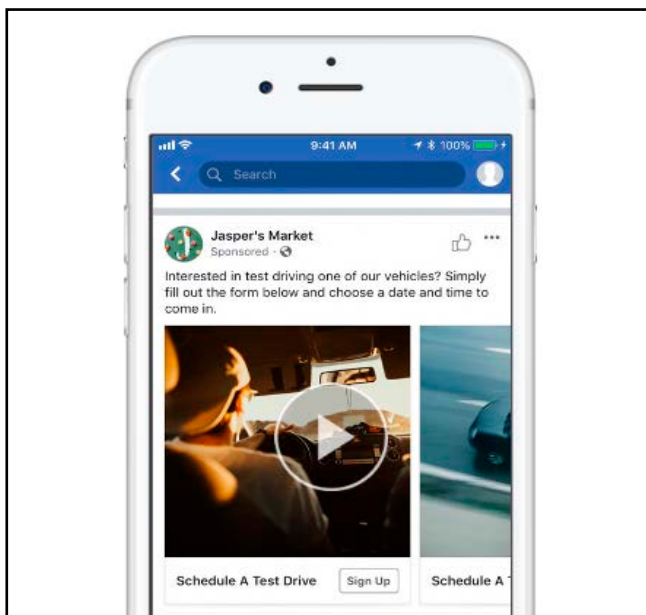 9:41 AM 100%
Search
Jasper's Market
Sponsored ·
Interested in test driving one of our vehicles? Simply
fill out the form below and choose a date and time to
come in.
Schedule A Test Drive Sign Up Schedule A